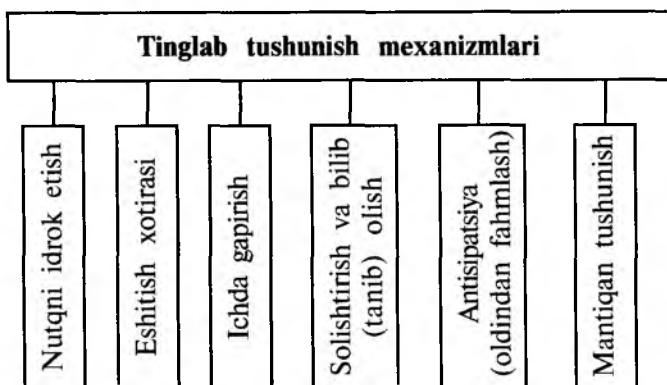 Tinglab tushunish mexanizmlari
Nutqni idrok etish
Eshitish xotirasi
Ichda gapirish
Solishtirish va bilib
(tanib) olish
Antisipatsiya
(oldindan fahmlash)
Mantiqan tushunish